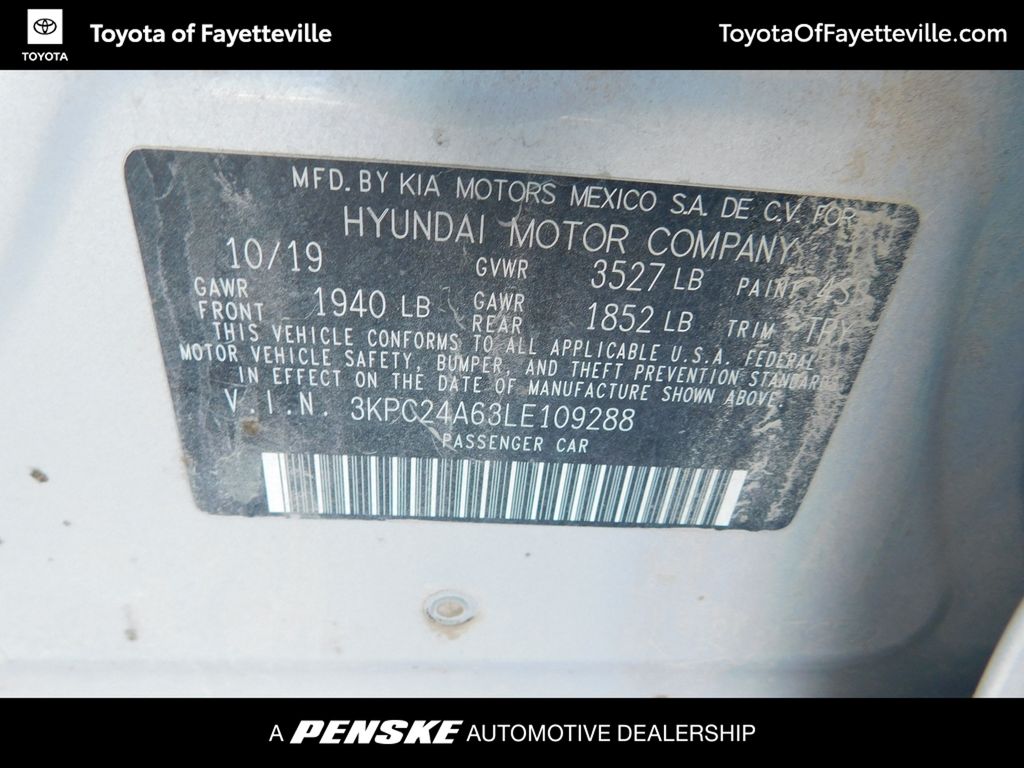 TOYOTA
Toyota of Fayetteville
ToyotaOfFayetteville.com
MFD. BY KIA MOTORS MEXICO S.A. DE C.V. FOR
HYUNDAI MOTOR COMPANY
10/19 GVWR 3527 LB PAINT
GAWR FRONT 1940 LB GAWR REAR 1852 LB TRIM TRY
THIS VEHICLE CONFORMS TO ALL APPLICABLE U.S.A. FEDERAL
MOTOR VEHICLE SAFETY, BUMPER, AND THEFT PREVENTION STANDARDS
IN EFFECT ON THE DATE OF MANUFACTURE SHOWN ABOVE.
V.I.N. 3KPC24A63LE109288
PASSENGER CAR
A PENSKE AUTOMOTIVE DEALERSHIP